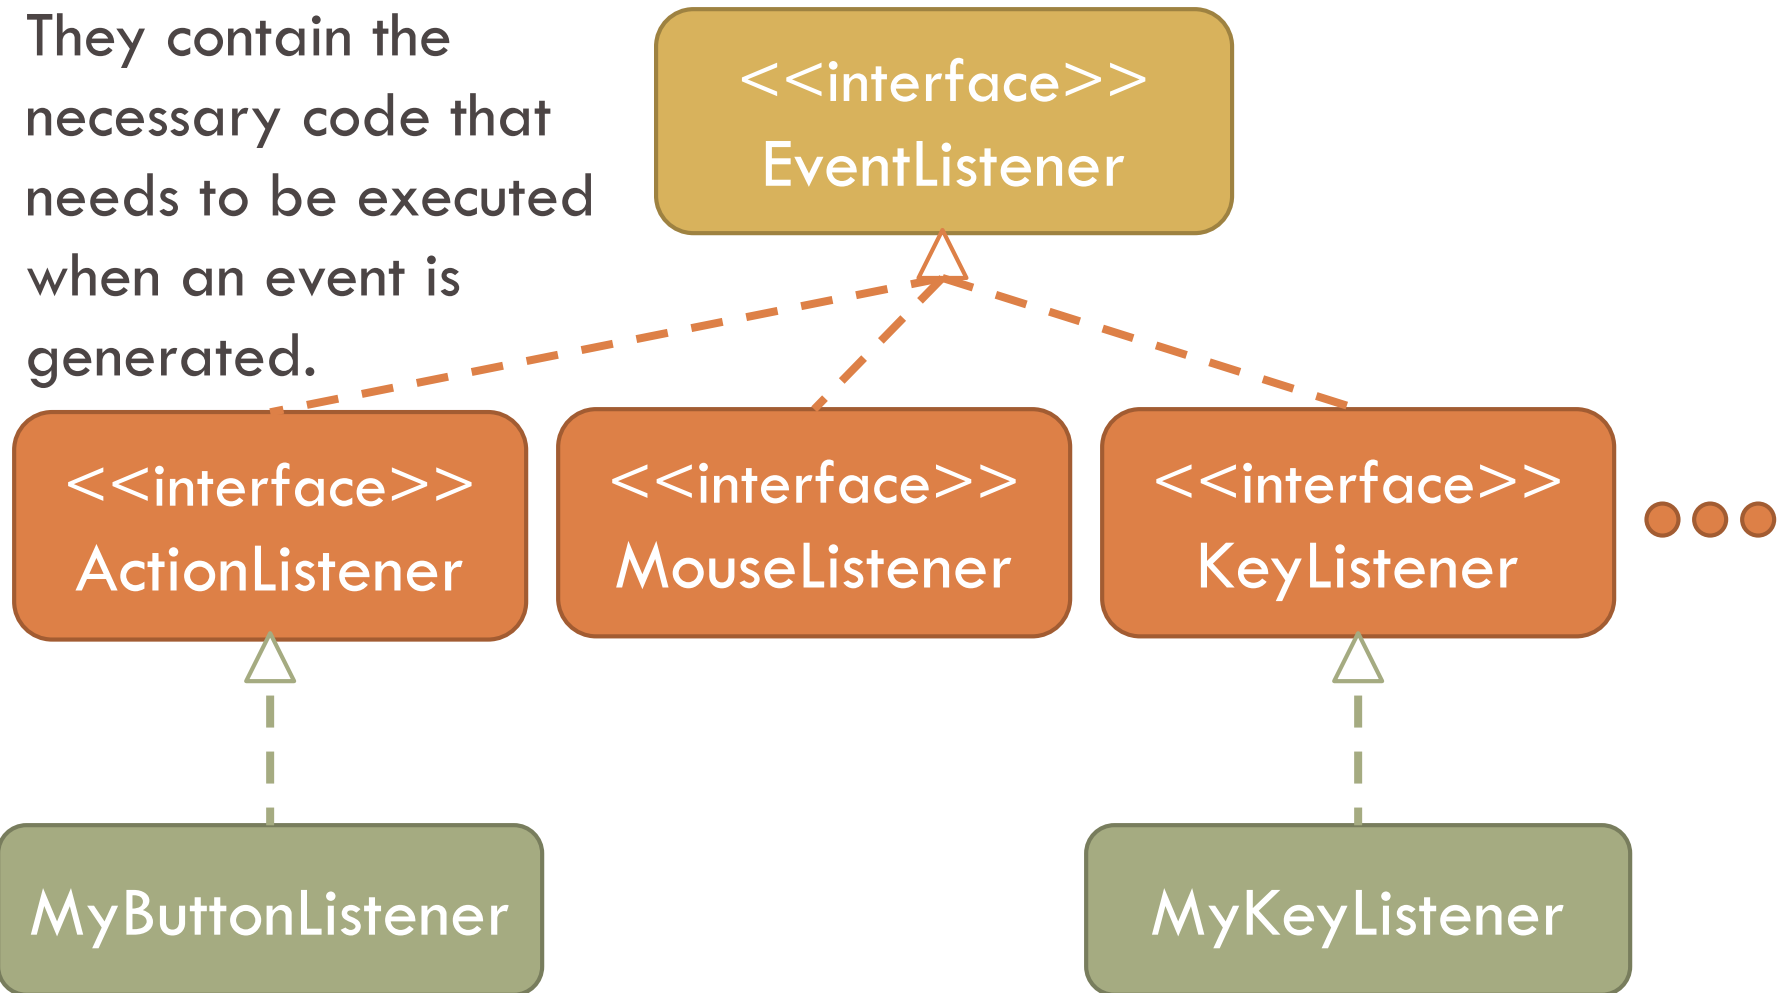 They contain the
necessary code that
needs to be executed
when an event is
generated.
<<interface>>
EventListener
<<interface>>
ActionListener
<<interface>>
MouseListener
<<interface>>
KeyListener
MyButtonListener
MyKeyListener